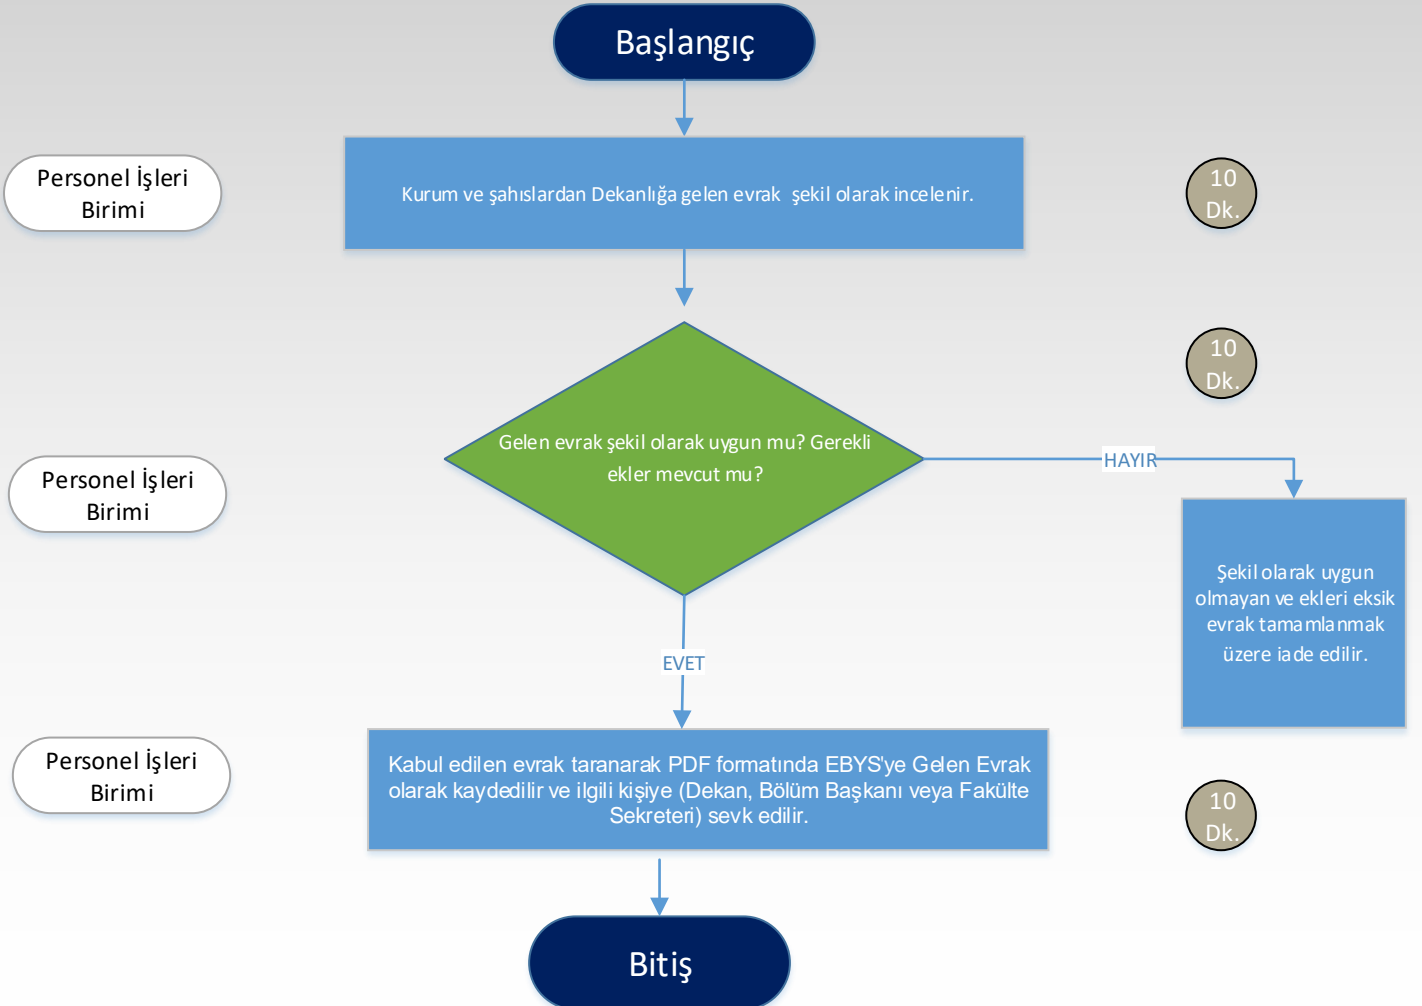 Başlangıç
Personel İşleri
Birimi
Kurum ve şahıslardan Dekanlığa gelen evrak şekil olarak incelenir.
10
Dk.
10
Dk.
Gelen evrak şekil olarak uygun mu? Gerekli
ekler mevcut mu?
HAYIR
Personel İşleri
Birimi
Şekil olarak uygun
olmayan ve ekleri eksik
evrak tamamlanmak
üzere iade edilir.
EVET
Personel İşleri
Birimi
Kabul edilen evrak taranarak PDF formatında EBYS'ye Gelen Evrak
olarak kaydedilir ve ilgili kişiye (Dekan, Bölüm Başkanı veya Fakülte
Sekreteri) sevk edilir.
10
Dk.
Bitiş